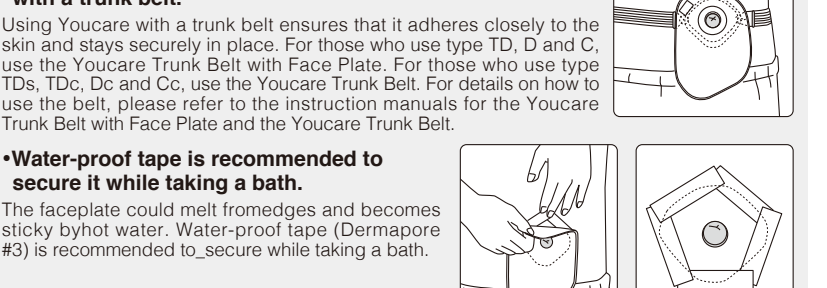 with a trunk belt.
Using Youcare with a trunk belt ensures that it adheres closely to the
skin and stays securely in place. For those who use type TD, D and C,
use the Youcare Trunk Belt with Face Plate. For those who use type
TDs, TDc, Dc and Cc, use the Youcare Trunk Belt. For details on how to
use the belt, please refer to the instruction manuals for the Youcare
Trunk Belt with Face Plate and the Youcare Trunk Belt.
•Water-proof tape is recommended to
secure it while taking a bath.
The faceplate could melt fromedges and becomes
sticky byhot water. Water-proof tape (Dermapore
#3) is recommended to_secure while taking a bath.